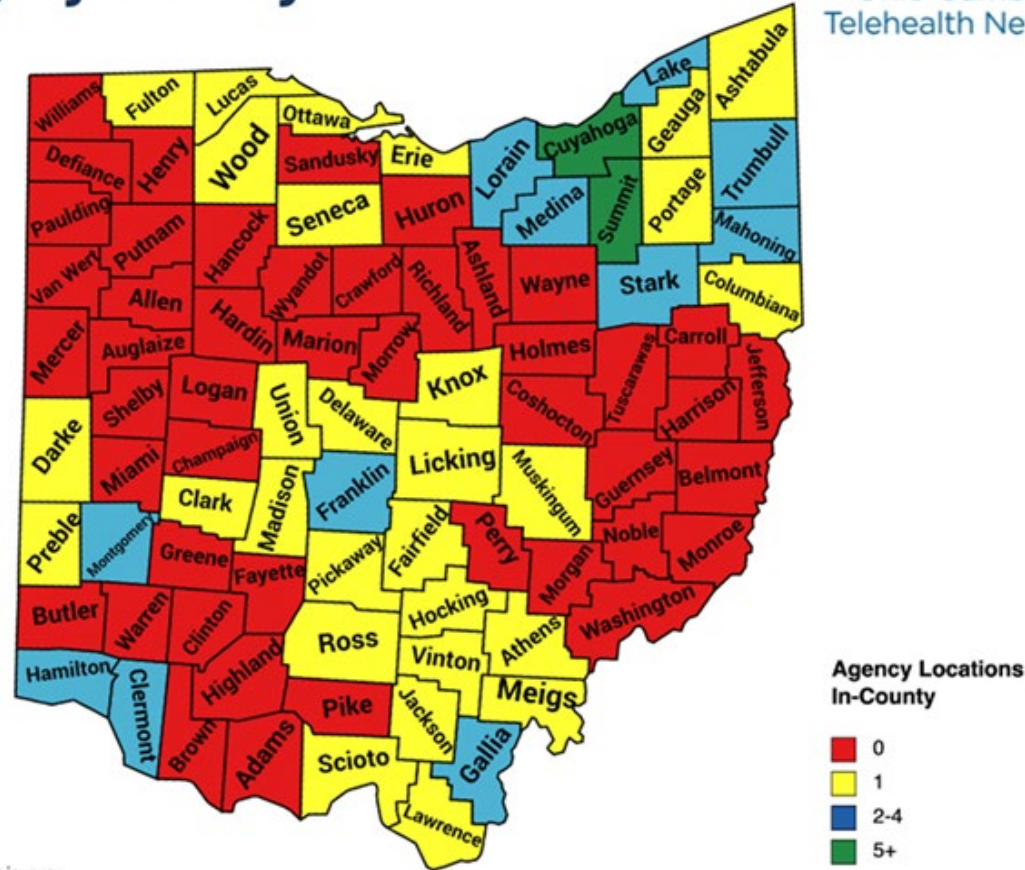 Telehealth Ne
Williams
Fulton
Lucas
Ottawa
Wood
Defiance
Henry
Sandusky
Erie
Lorain
Cuyahoga
Lake
Geauga
Ashtabula
Trumbull
Paulding
Putnam
Hancock
Seneca
Huron
Medina
Summit
Portage
Mahoning
Van Wert
Allen
Wyandot
Crawford
Richland
Ashland
Wayne
Stark
Columbiana
Mercer
Auglaize
Hardin
Marion
Morrow
Holmes
Tuscarawas
Carroll
Jefferson
Shelby
Logan
Union
Delaware
Knox
Coshocton
Harrison
Darke
Miami
Champaign
Clark
Madison
Franklin
Licking
Muskingum
Guernsey
Belmont
Preble
Montgomery
Greene
Fayette
Pickaway
Fairfield
Perry
Morgan
Noble
Monroe
Butler
Warren
Clinton
Highland
Ross
Hocking
Vinton
Athens
Washington
Hamilton
Clermont
Brown
Adams
Pike
Scioto
Jackson
Meigs
Gallia
Lawrence
Agency Locations
In-County
0
1
2-4
5+